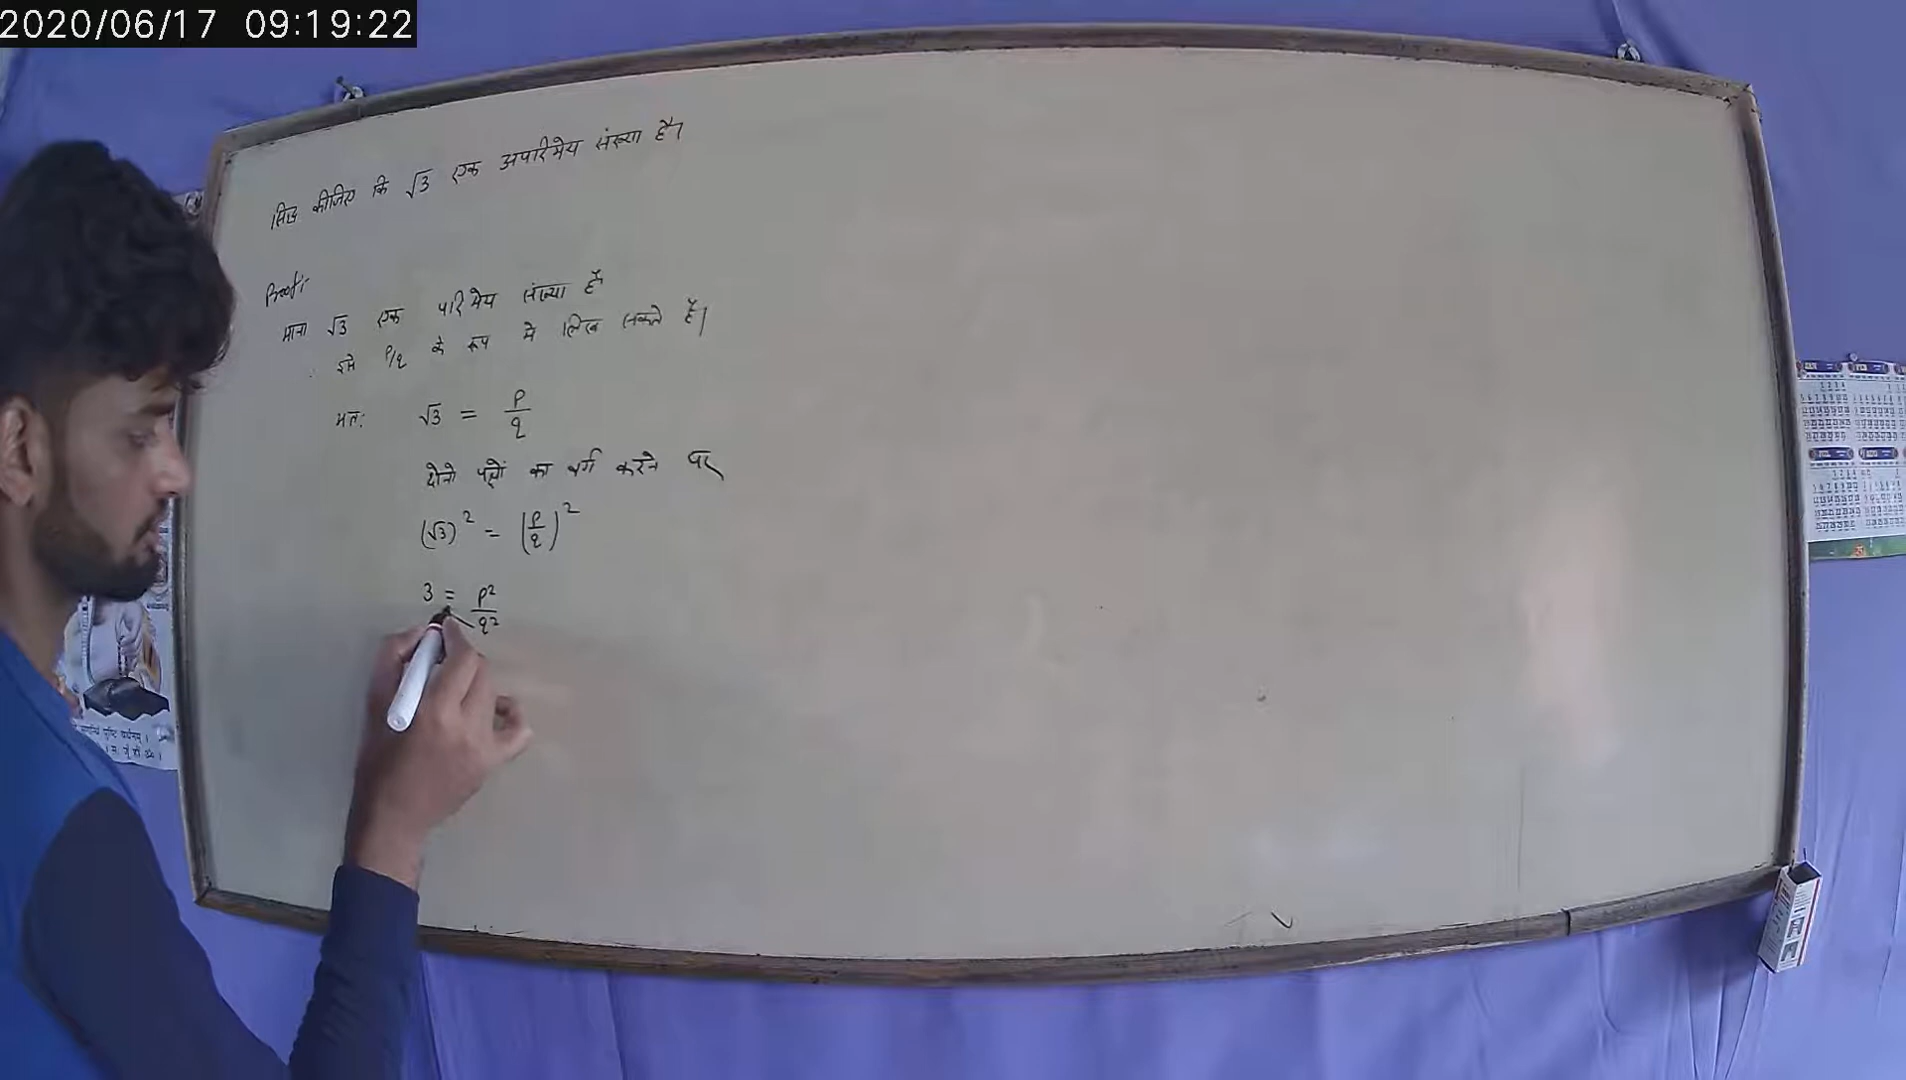 2020/06/17 09:19:22
सिद्ध कीजिए कि √3 एक अपरिमेय संख्या है।
Proof:-
माना √3 एक परिमेय संख्या है
इसे P/q के रूप में लिख सकते हैं।
अत: √3 = P/q
दोनो पक्षों का वर्ग करने पर
(√3)² = (P/q)²
3 = P²/q²